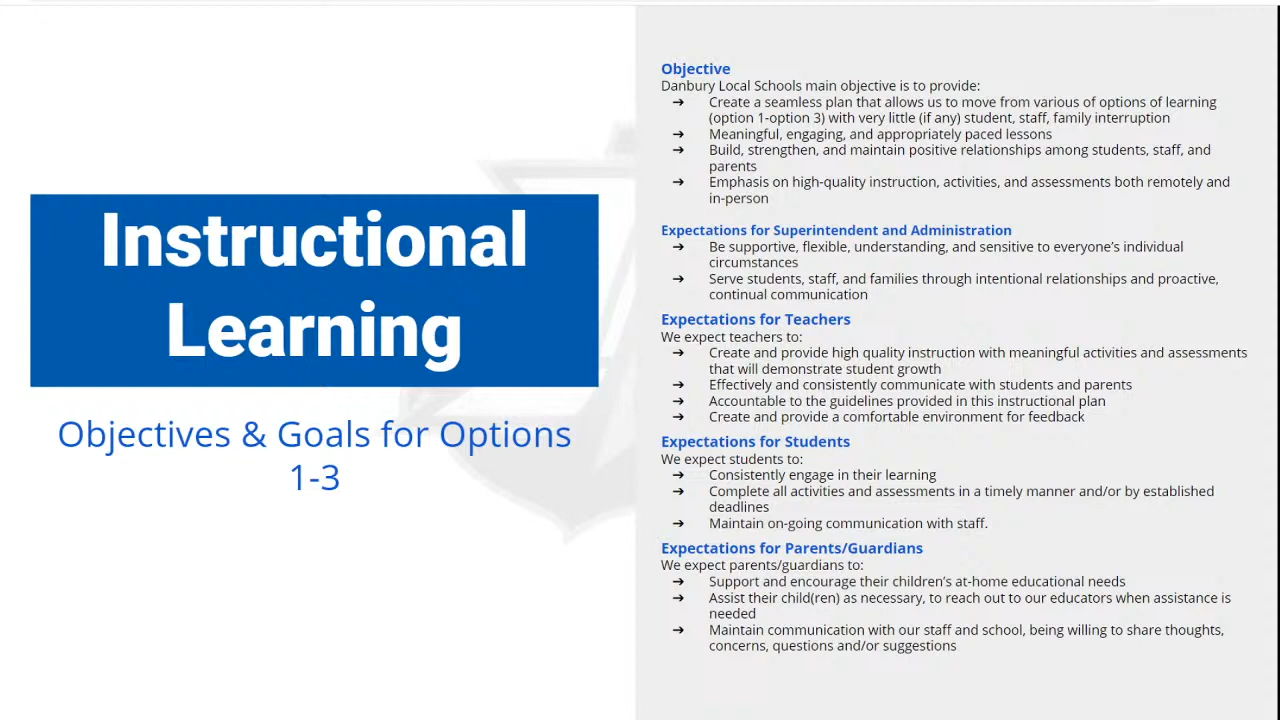 Instructional
Learning
Objectives & Goals for Options
1-3
Objective
Danbury Local Schools main objective is to provide:
➔ Create a seamless plan that allows us to move from various of options of learning
(option 1-option 3) with very little (if any) student, staff, family interruption
➔ Meaningful, engaging, and appropriately paced lessons
➔ Build, strengthen, and maintain positive relationships among students, staff, and
parents
➔ Emphasis on high-quality instruction, activities, and assessments both remotely and
in-person
Expectations for Superintendent and Administration
➔ Be supportive, flexible, understanding, and sensitive to everyone’s individual
circumstances
➔ Serve students, staff, and families through intentional relationships and proactive,
continual communication
Expectations for Teachers
We expect teachers to:
➔ Create and provide high quality instruction with meaningful activities and assessments
that will demonstrate student growth
➔ Effectively and consistently communicate with students and parents
➔ Accountable to the guidelines provided in this instructional plan
➔ Create and provide a comfortable environment for feedback
Expectations for Students
We expect students to:
➔ Consistently engage in their learning
➔ Complete all activities and assessments in a timely manner and/or by established
deadlines
➔ Maintain on-going communication with staff.
Expectations for Parents/Guardians
We expect parents/guardians to:
➔ Support and encourage their children’s at-home educational needs
➔ Assist their child(ren) as necessary, to reach out to our educators when assistance is
needed
➔ Maintain communication with our staff and school, being willing to share thoughts,
concerns, questions and/or suggestions